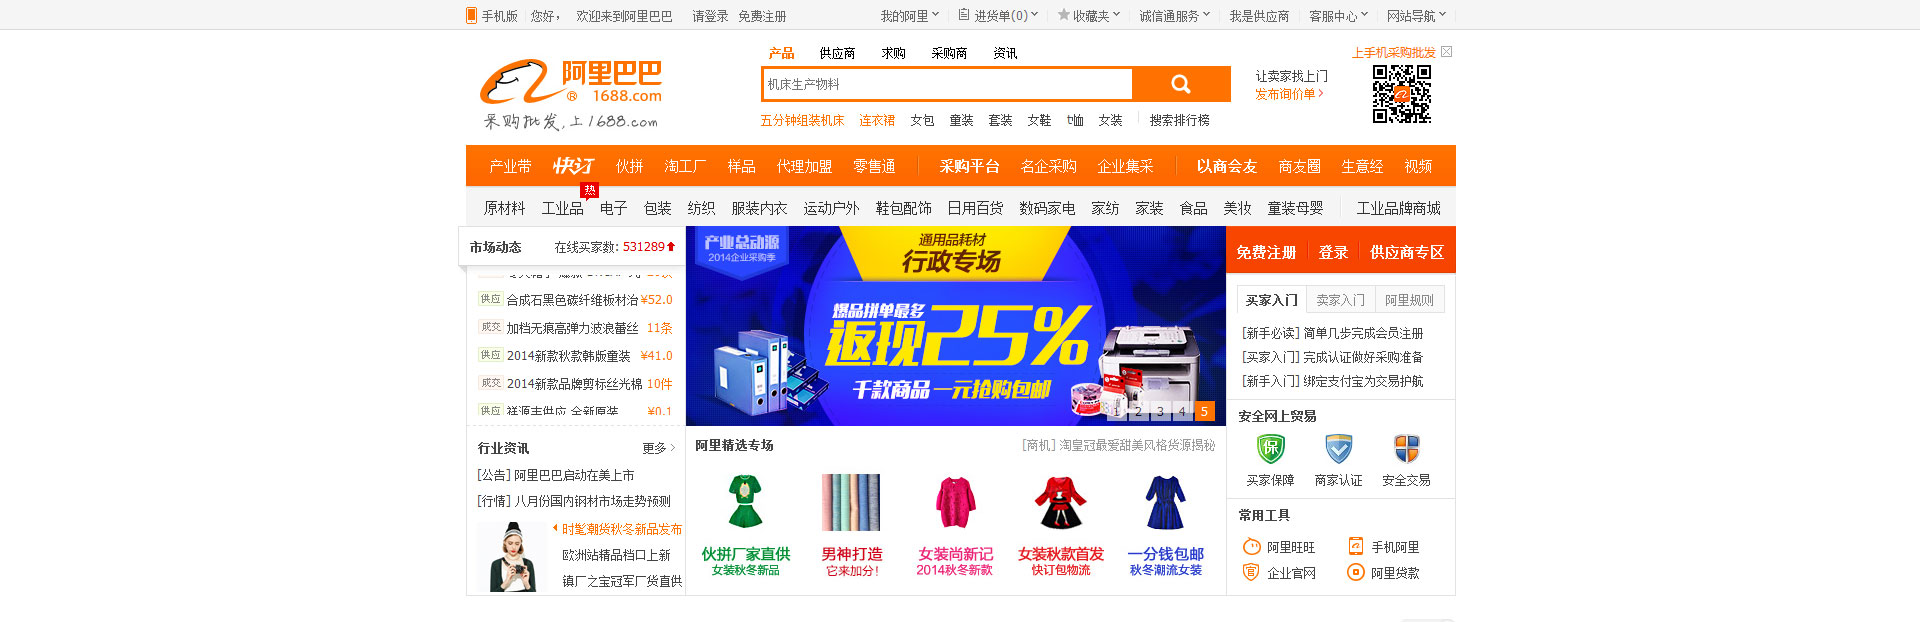 手机版 您好， 欢迎来到阿里巴巴 请登录 免费注册 我的阿里 进货单(0) 收藏夹 诚信通服务 我是供应商 客服中心 网站导航
产品 供应商 求购 采购商 资讯
上手机采购批发
阿里巴巴
® 1688.com
采购批发,上1688.com
机床生产物料
让卖家找上门
发布询价单
五分钟组装机床 连衣裙 女包 童装 套装 女鞋 t恤 女装 搜索排行榜
产业带 快订 伙拼 淘工厂 样品 代理加盟 零售通 采购平台 名企采购 企业集采 以商会友 商友圈 生意经 视频
热
原材料 工业品 电子 包装 纺织 服装内衣 运动户外 鞋包配饰 日用百货 数码家电 家纺 家装 食品 美妆 童装母婴 工业品牌商城
市场动态 在线买家数: 531289
供应 合成石黑色碳纤维板材治 ¥52.0
成交 加档无痕高弹力波浪蕾丝 11条
供应 2014新款秋款韩版童装 ¥41.0
成交 2014新款品牌剪标丝光棉 10件
供应 祥源丰供应 全新原装 ¥0.1
行业资讯 更多
[公告] 阿里巴巴启动在美上市
[行情] 八月份国内钢材市场走势预测
时髦潮货秋冬新品发布
欧洲站精品档口上新
镇厂之宝冠军厂货直供
产业总动源
2014企业采购季
通用品耗材
行政专场
爆品拼单最多
返现25%
千款商品一元抢购包邮
1 2 3 4 5
阿里精选专场 [商机] 淘皇冠最爱甜美风格货源揭秘
伙拼厂家直供 男神打造 女装尚新记 女装秋款首发 一分钱包邮
女装秋冬新品 它来加分! 2014秋冬新款 快订包物流 秋冬潮流女装
免费注册 登录 供应商专区
买家入门 卖家入门 阿里规则
[新手必读] 简单几步完成会员注册
[买家入门] 完成认证做好采购准备
[新手入门] 绑定支付宝为交易护航
安全网上贸易
保
买家保障 商家认证 安全交易
常用工具
阿里旺旺 手机阿里
官 企业官网 阿里贷款